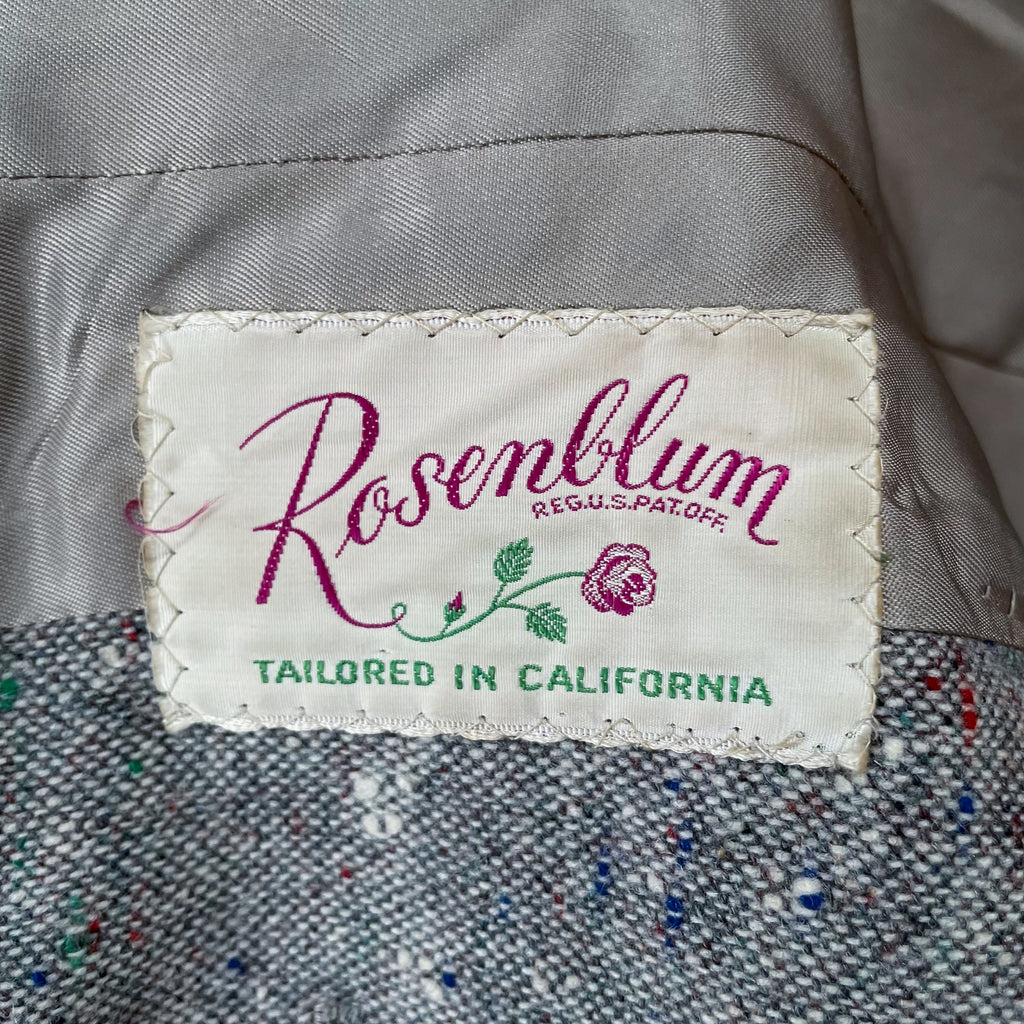 Rosenblum
REG.U.S.PAT.OFF.
TAILORED IN CALIFORNIA